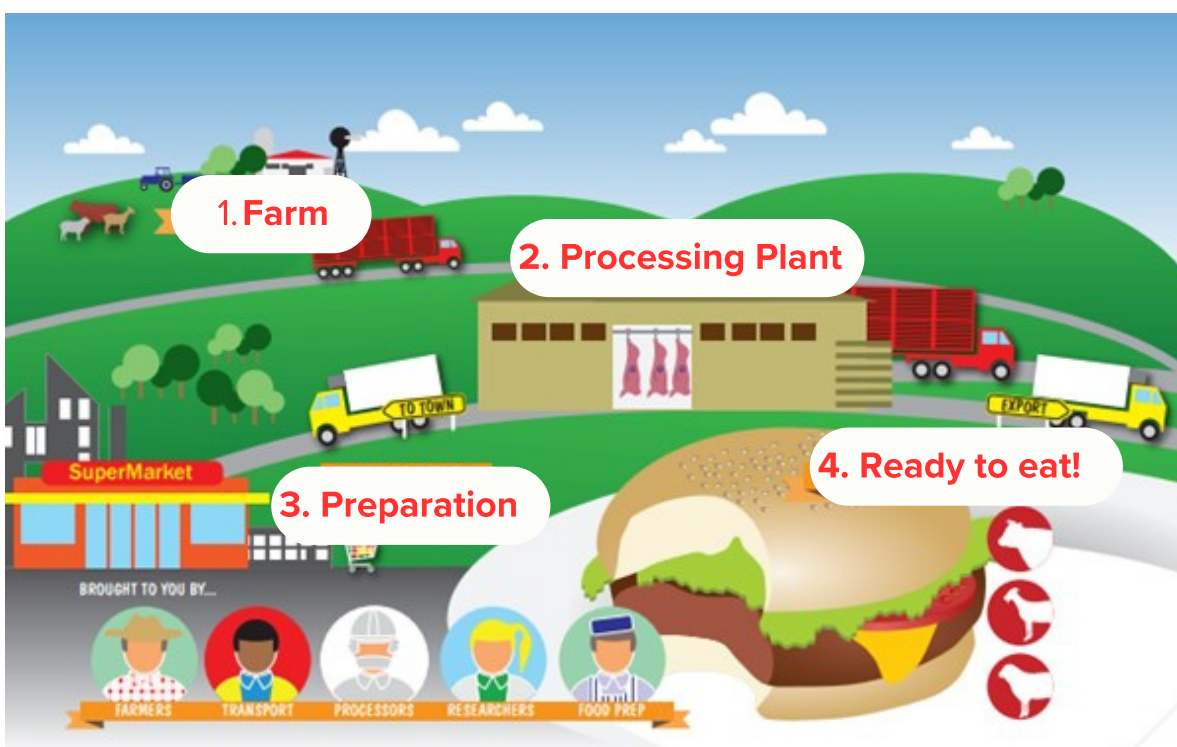 1. Farm
2. Processing Plant
TO TOWN
EXPORT
SuperMarket
3. Preparation
4. Ready to eat!
BROUGHT TO YOU BY...
FARMERS
TRANSPORT
PROCESSORS
RESEARCHERS
FOOD PREP